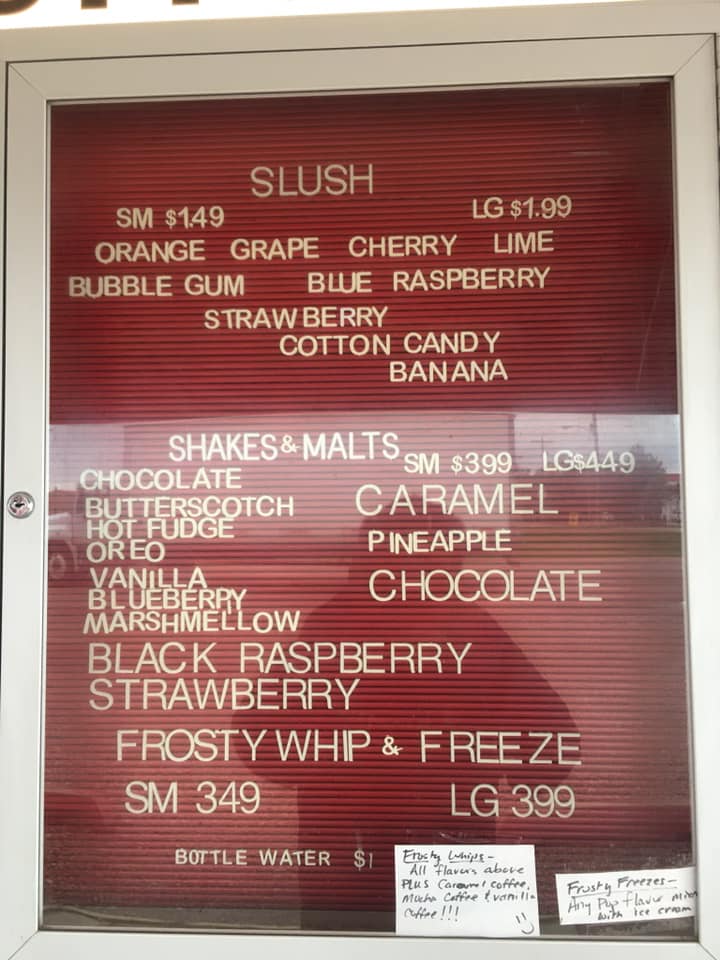 SLUSH
SM $1.49 LG $1.99
ORANGE GRAPE CHERRY LIME
BUBBLE GUM BLUE RASPBERRY
STRAWBERRY
COTTON CANDY
BANANA
SHAKES & MALTS SM $399 LG$449
CHOCOLATE
BUTTERSCOTCH CARAMEL
HOT FUDGE
OREO PINEAPPLE
VANILLA CHOCOLATE
BLUEBERRY
MARSHMELLOW
BLACK RASPBERRY
STRAWBERRY
FROSTY WHIP & FREEZE
SM 349 LG 399
BOTTLE WATER $1
Frosty Whips -
All flavors above
PLUS Caramel coffee,
Mocha Coffee & vanilla
Coffee !!!
Frosty Freezes -
Any Pop flavor mixed
with Ice cream